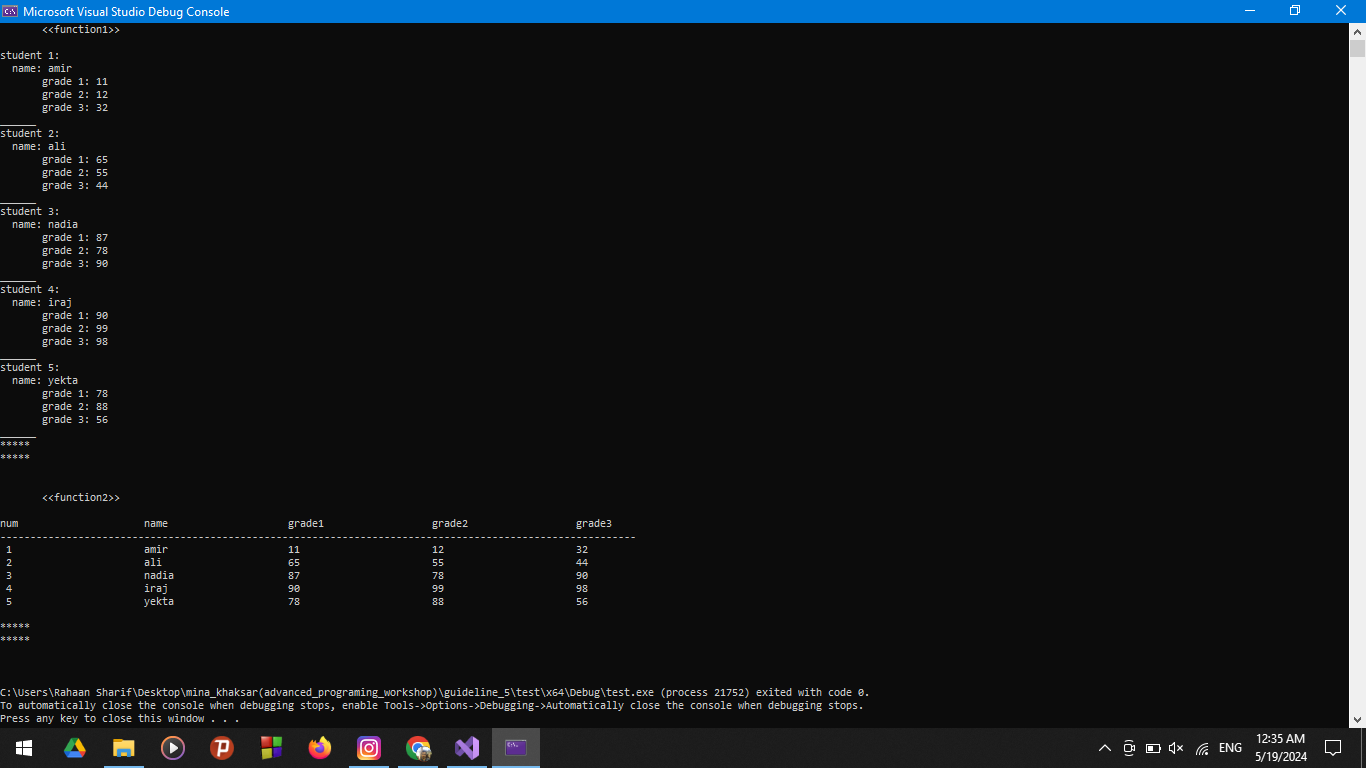 Microsoft Visual Studio Debug Console
<<function1>>
student 1:
name: amir
grade 1: 11
grade 2: 12
grade 3: 32
______
student 2:
name: ali
grade 1: 65
grade 2: 55
grade 3: 44
______
student 3:
name: nadia
grade 1: 87
grade 2: 78
grade 3: 90
______
student 4:
name: iraj
grade 1: 90
grade 2: 99
grade 3: 98
______
student 5:
name: yekta
grade 1: 78
grade 2: 88
grade 3: 56
______
*****
*****
<<function2>>
num name grade1 grade2 grade3
----------------------------------------------------------------------------------------------------------
1 amir 11 12 32
2 ali 65 55 44
3 nadia 87 78 90
4 iraj 90 99 98
5 yekta 78 88 56
*****
*****
C:\Users\Rahaan Sharif\Desktop\mina_khaksar(advanced_programing_workshop)\guideline_5\test\x64\Debug\test.exe (process 21752) exited with code 0.
To automatically close the console when debugging stops, enable Tools->Options->Debugging->Automatically close the console when debugging stops.
Press any key to close this window . . .
ENG
12:35 AM
5/19/2024